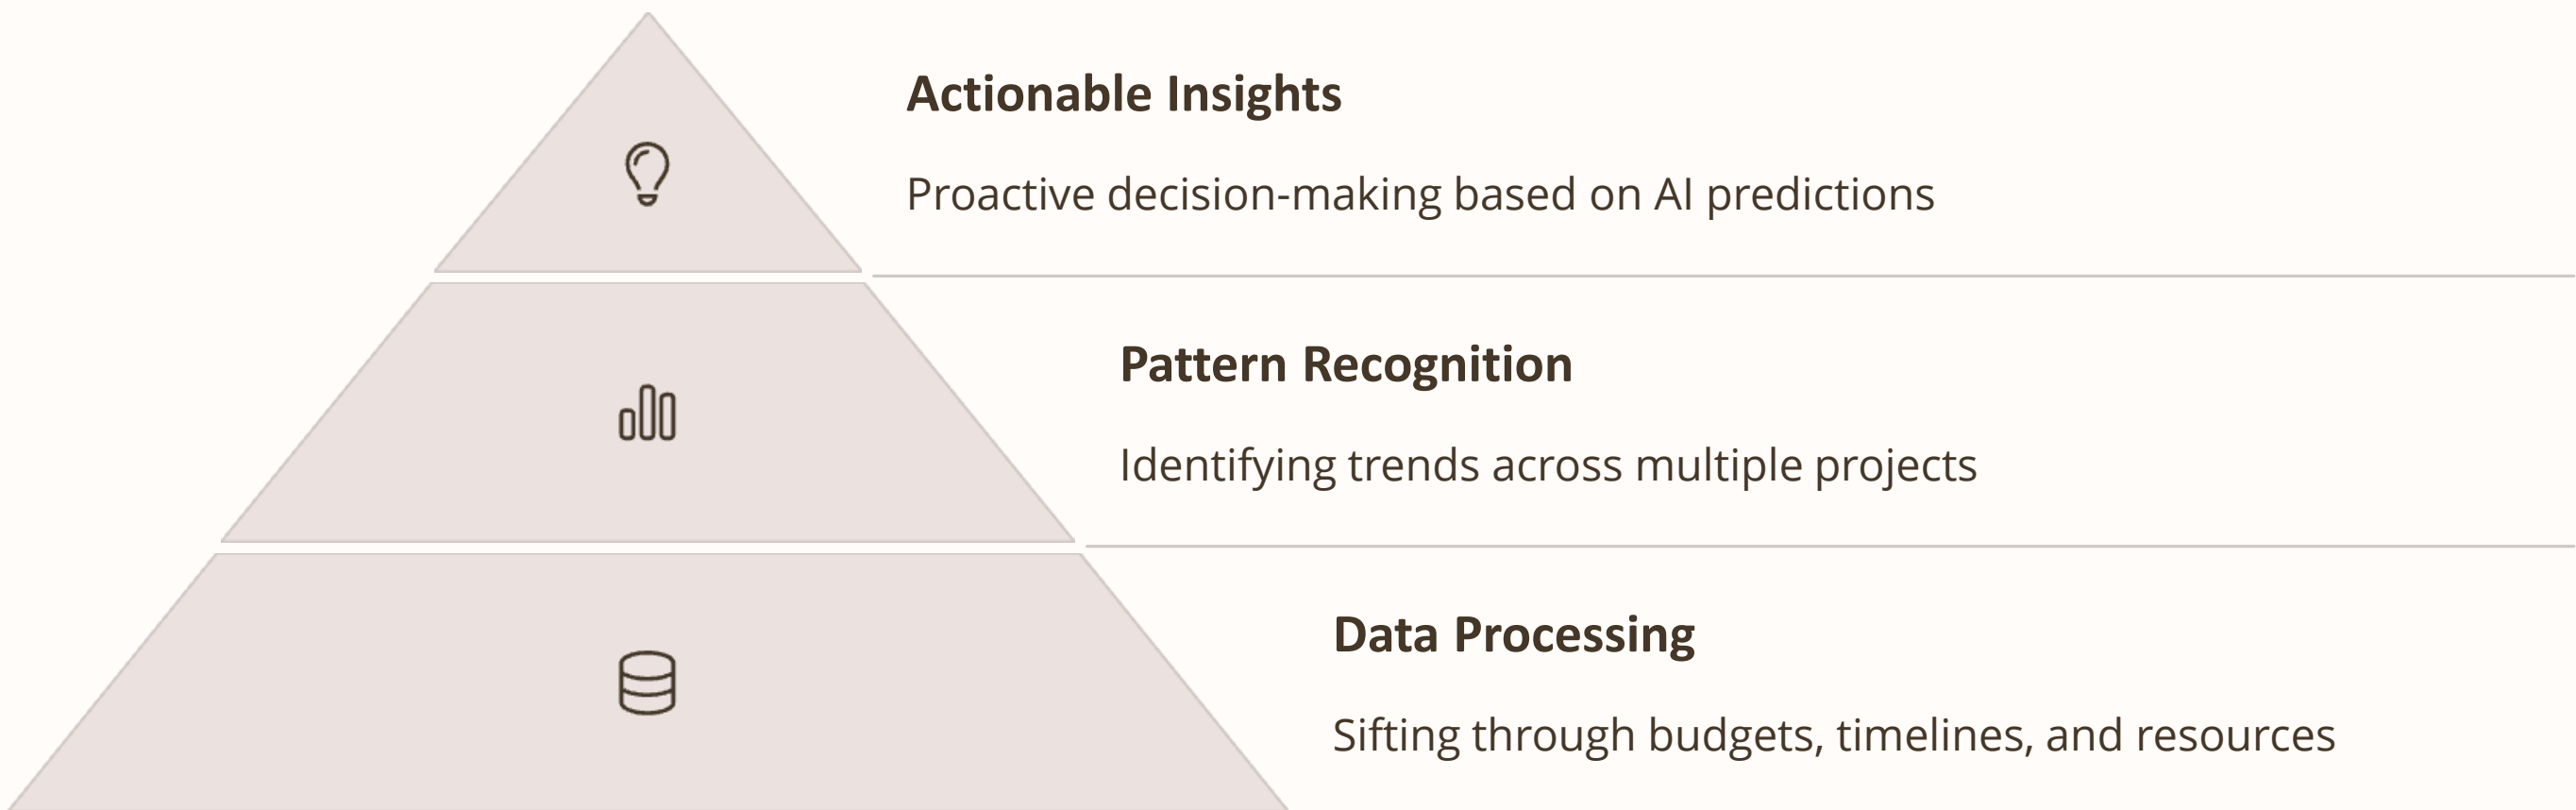 Actionable Insights
Proactive decision-making based on AI predictions
Pattern Recognition
Identifying trends across multiple projects
Data Processing
Sifting through budgets, timelines, and resources